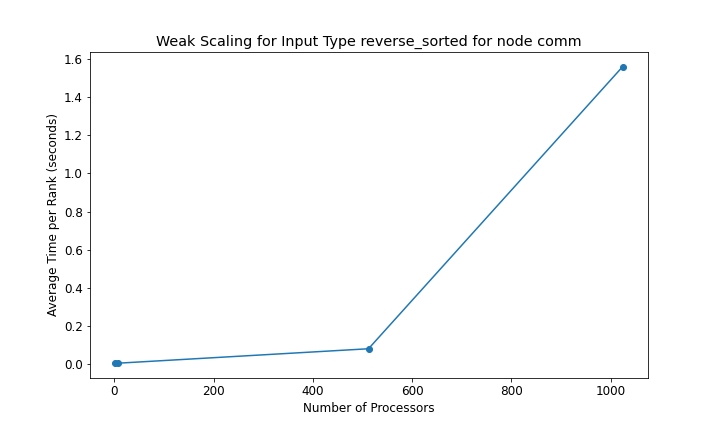 Weak Scaling for Input Type reverse_sorted for node comm
1.6
1.4
1.2
1.0
0.8
0.6
0.4
0.2
0.0
Average Time per Rank (seconds)
0 200 400 600 800 1000
Number of Processors